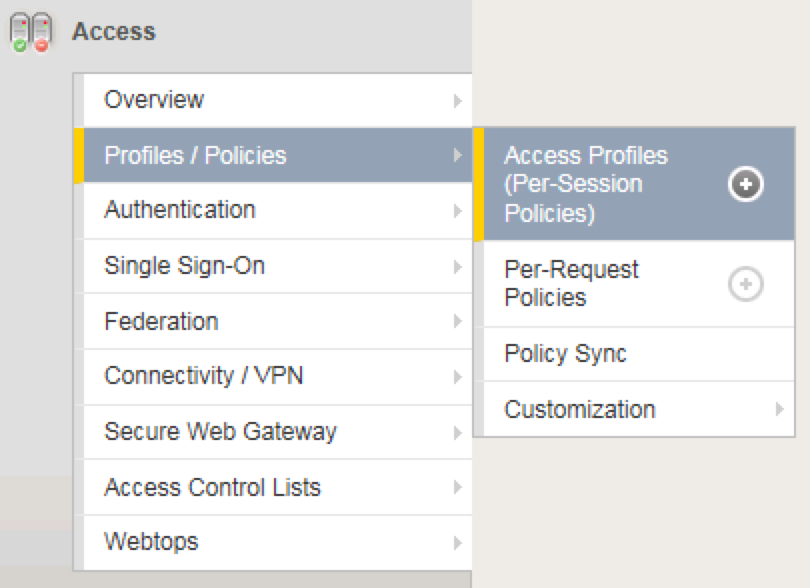 Access
Overview
Profiles / Policies
Authentication
Single Sign-On
Federation
Connectivity / VPN
Secure Web Gateway
Access Control Lists
Webtops
Access Profiles
(Per-Session
Policies)
Per-Request
Policies
Policy Sync
Customization